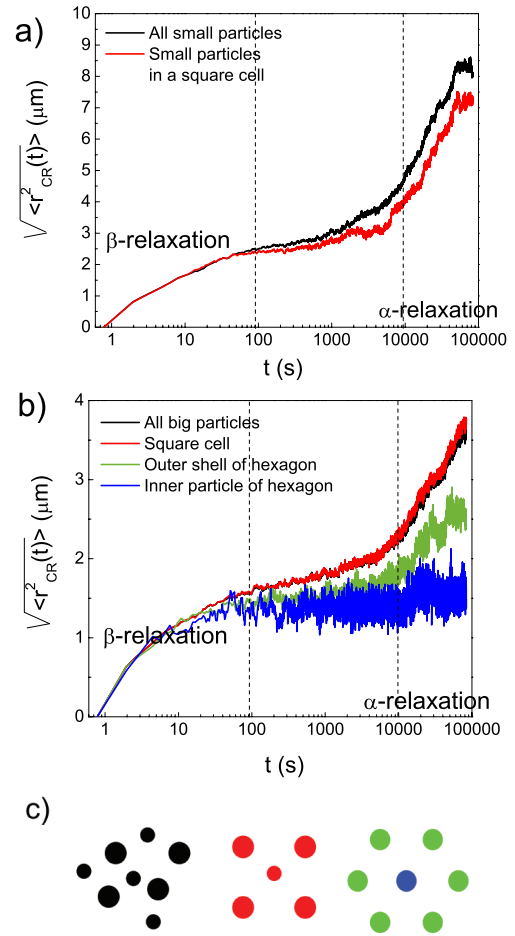 a)
10
9
8
7
6
5
4
3
2
1
0
√<r²CR(t)> (μm)
All small particles
Small particles
in a square cell
β-relaxation
α-relaxation
1
10
100
1000
10000
100000
t (s)
b)
4
3
2
1
0
√<r²CR(t)> (μm)
All big particles
Square cell
Outer shell of hexagon
Inner particle of hexagon
β-relaxation
α-relaxation
1
10
100
1000
10000
100000
t (s)
c)